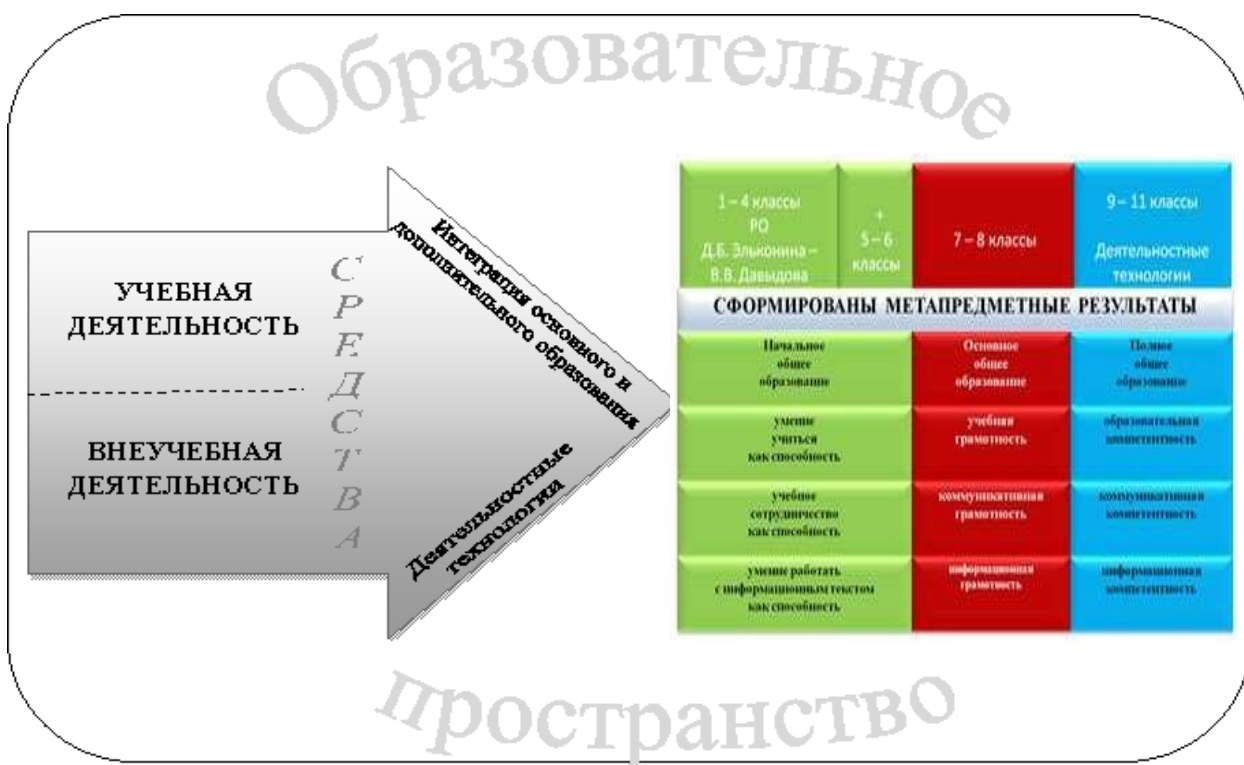 Образовательное
УЧЕБНАЯ
ДЕЯТЕЛЬНОСТЬ
ВНЕУЧЕБНАЯ
ДЕЯТЕЛЬНОСТЬ
СРЕДСТВА
Интеграция основного и
дополнительного образования
Деятельностные
технологии
1 – 4 классы
РО
Д.Б. Эльконина –
В.В. Давыдова
+
5 – 6
классы
7 – 8 классы
9 – 11 классы
Деятельностные
технологии
СФОРМИРОВАНЫ МЕТАПРЕДМЕТНЫЕ РЕЗУЛЬТАТЫ
Начальное
общее
образование
Основное
общее
образование
Полное
общее
образование
умение
учиться
как способность
учебная
грамотность
образовательная
компетентность
учебное
сотрудничество
как способность
коммуникативная
грамотность
коммуникативная
компетентность
умение работать
с информационным текстом
как способность
информационная
грамотность
информационная
компетентность
пространство